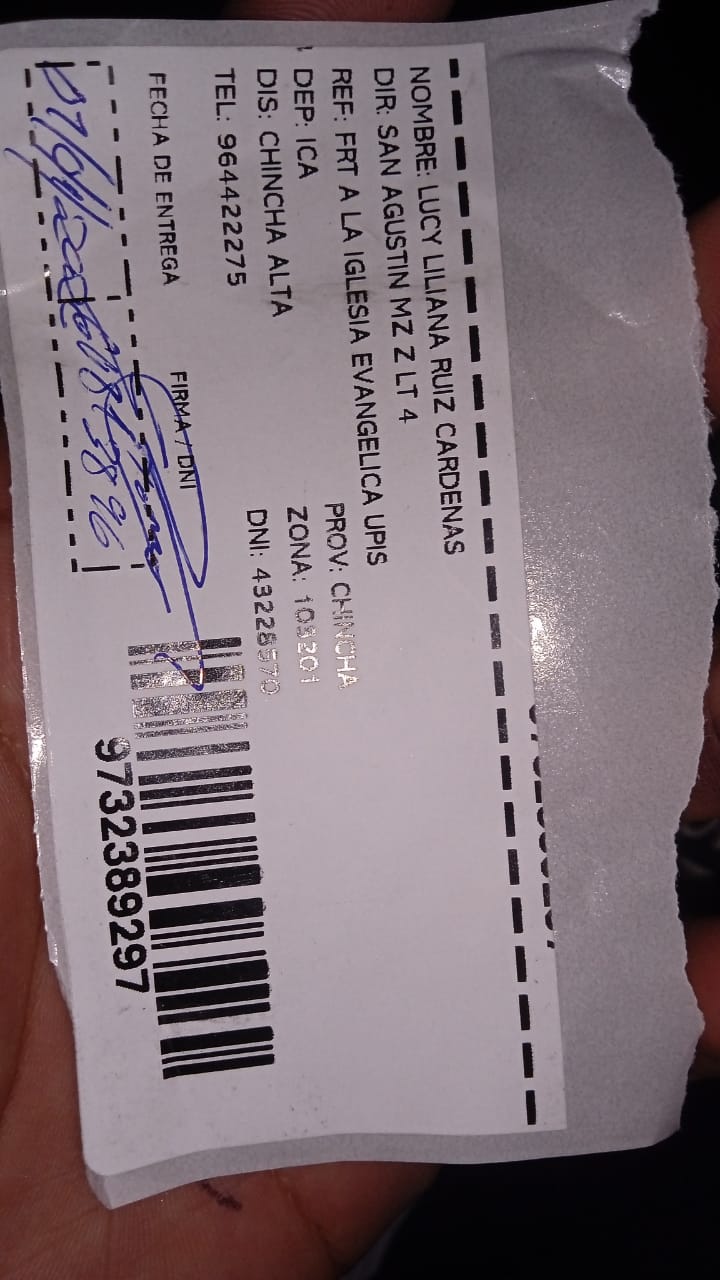 NOMBRE: LUCY LILIANA RUIZ CARDENAS
DIR: SAN AGUSTIN MZ Z LT 4
REF: FRT A LA IGLESIA EVANGELICA UPIS
DEP: ICA PROV: CHINCHA
DIS: CHINCHA ALTA ZONA: 103201
TEL: 964422275 DNI: 43228570
FECHA DE ENTREGA FIRMA / DNI
9732389297